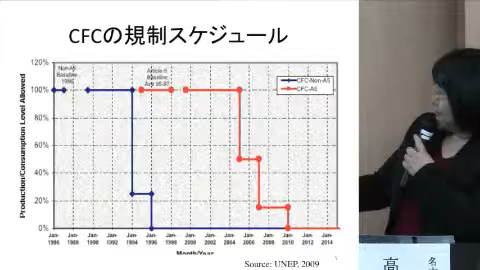 CFCの規制スケジュール
Production/Consumption Level Allowed
120%
100%
80%
60%
40%
20%
0%
Non-A5
Baseline
1986
Article 5
Baseline
Avg 95-97
CFC-Non-A5
CFC-A5
Jan-1986
Jan-1988
Jan-1990
Jan-1992
Jan-1994
Jan-1996
Jan-1998
Jan-2000
Jan-2002
Jan-2004
Jan-2006
Jan-2008
Jan-2010
Jan-2012
Jan-2014
Month/Year
Source: UNEP, 2009
高
名